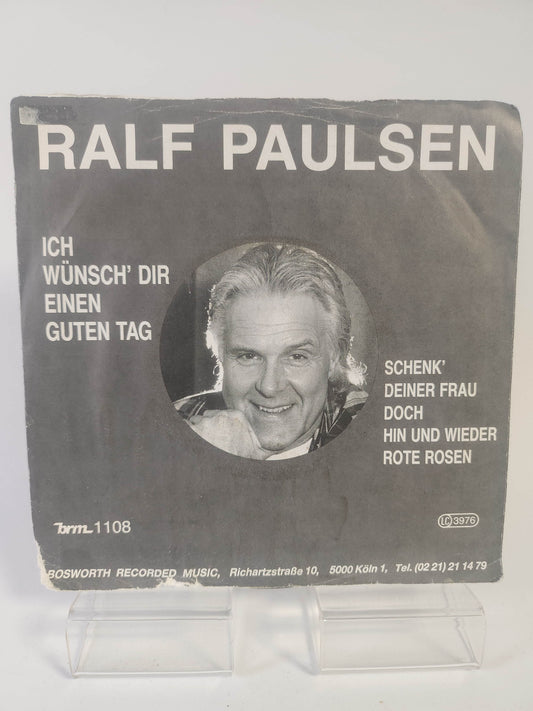 RALF PAULSEN
ICH
WÜNSCH' DIR
EINEN
GUTEN TAG
SCHENK'
DEINER FRAU
DOCH
HIN UND WIEDER
ROTE ROSEN
brm 1108
LC 3976
BOSWORTH RECORDED MUSIC, Richartzstraße 10, 5000 Köln 1, Tel. (02 21) 21 14 79